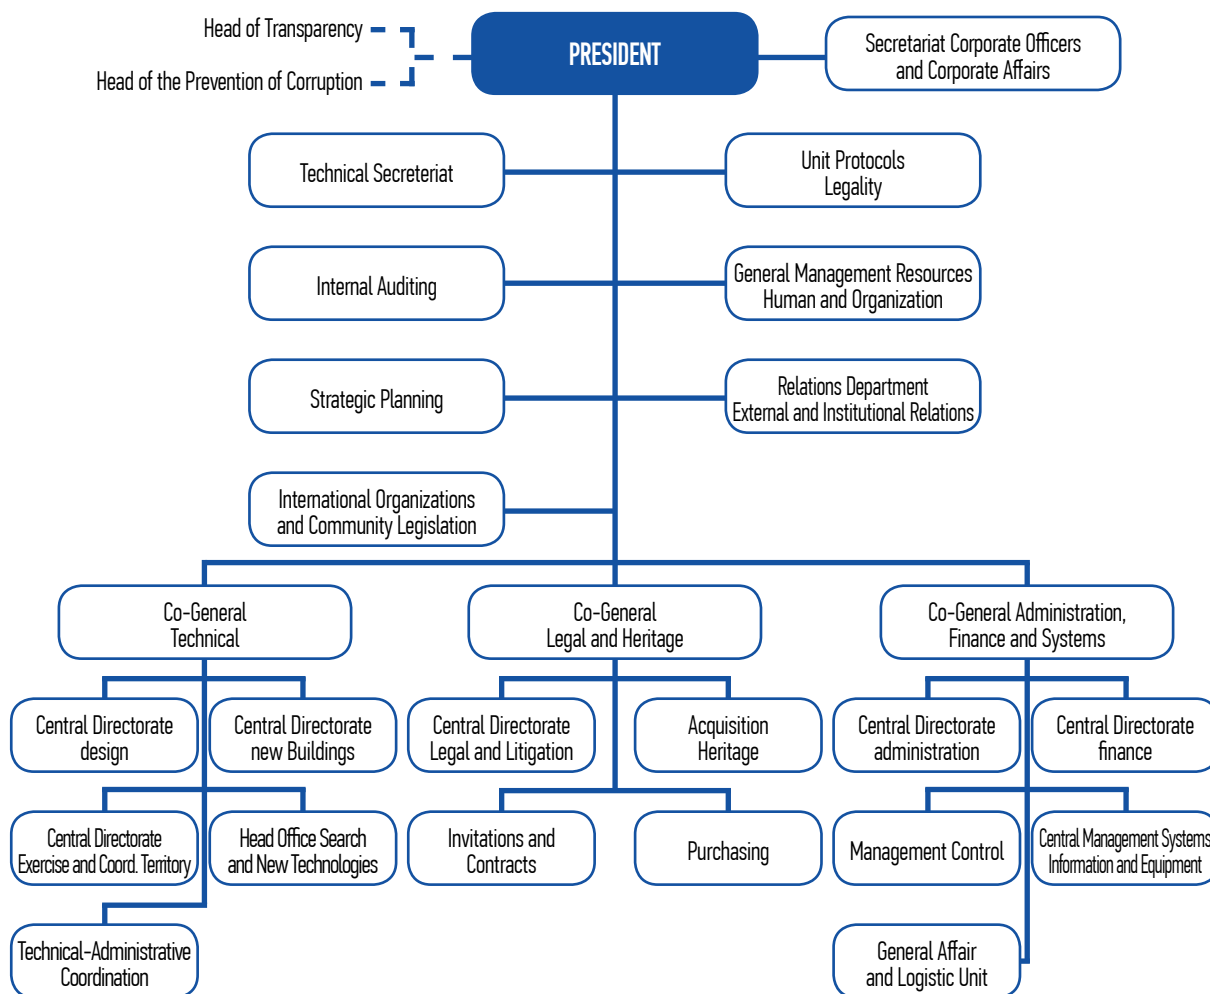 Head of Transparency
Head of the Prevention of Corruption
PRESIDENT
Secretariat Corporate Officers
and Corporate Affairs
Technical Secreteriat
Unit Protocols
Legality
Internal Auditing
General Management Resources
Human and Organization
Strategic Planning
Relations Department
External and Institutional Relations
International Organizations
and Community Legislation
Co-General
Technical
Co-General
Legal and Heritage
Co-General Administration,
Finance and Systems
Central Directorate
design
Central Directorate
new Buildings
Central Directorate
Legal and Litigation
Acquisition
Heritage
Central Directorate
administration
Central Directorate
finance
Central Directorate
Exercise and Coord. Territory
Head Office Search
and New Technologies
Invitations and
Contracts
Purchasing
Management Control
Central Management Systems
Information and Equipment
Technical-Administrative
Coordination
General Affair
and Logistic Unit